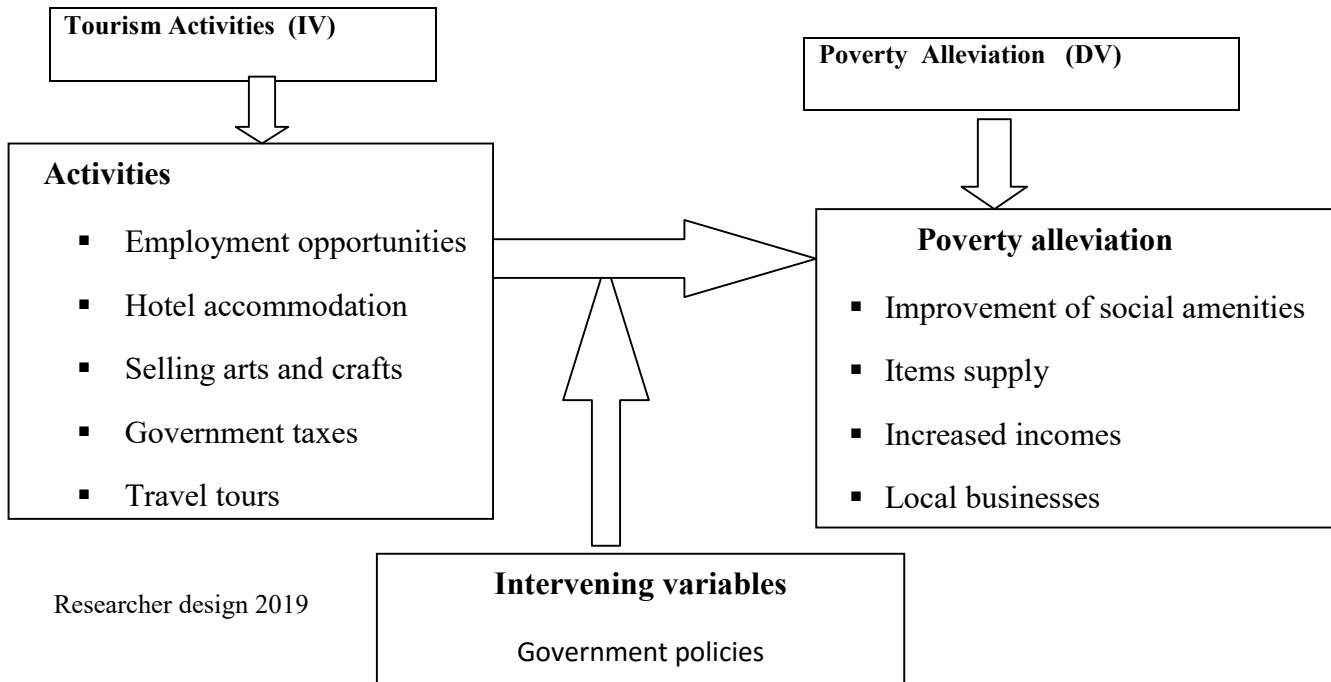 Tourism Activities (IV)
Poverty Alleviation (DV)
Activities
▪ Employment opportunities
▪ Hotel accommodation
▪ Selling arts and crafts
▪ Government taxes
▪ Travel tours
Poverty alleviation
▪ Improvement of social amenities
▪ Items supply
▪ Increased incomes
▪ Local businesses
Intervening variables
Government policies
Researcher design 2019